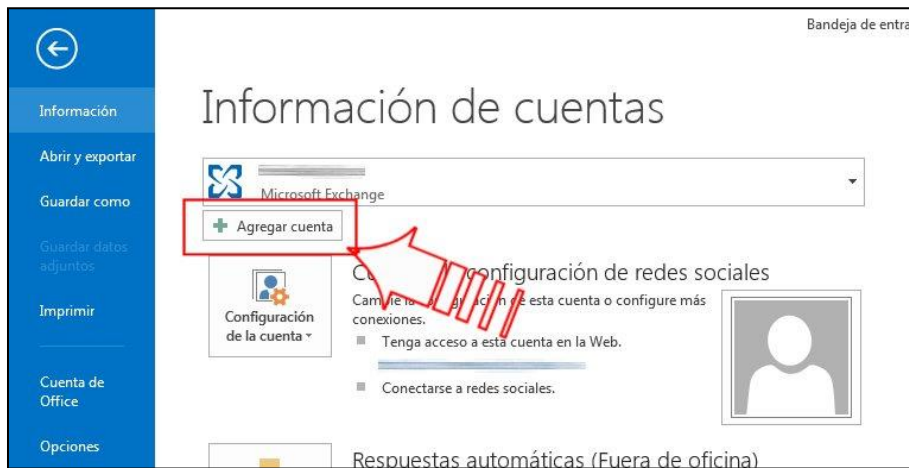 Bandeja de entra
Información
Información de cuentas
Abrir y exportar
Guardar como
Guardar datos
adjuntos
Imprimir
Cuenta de
Office
Opciones
Microsoft Exchange
Agregar cuenta
Configuración
de la cuenta
configuración de redes sociales
de esta cuenta o configure más
conexiones.
Tenga acceso a esta cuenta en la Web.
Conectarse a redes sociales.
Respuestas automáticas (Fuera de oficina)